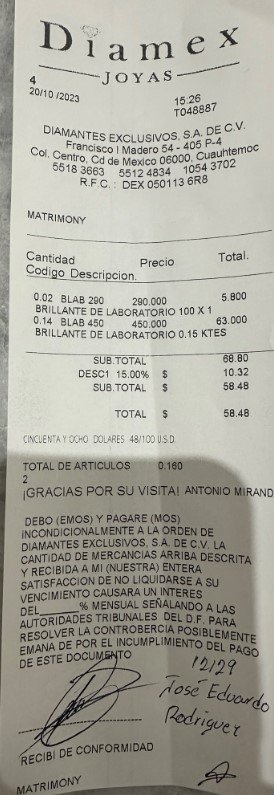 Diamex
JOYAS
4
20/10/2023
15:26
T048887
DIAMANTES EXCLUSIVOS, S.A. DE C.V.
Francisco I Madero 54 - 405 P-4
Col. Centro, Cd de Mexico 06000, Cuauhtemoc
5518 3663 5512 4834 1054 3702
R.F.C. : DEX 050113 6R8
MATRIMONY
Cantidad Precio Total.
Codigo Descripcion.
0.02 BLAB 290 290.000 5.800
BRILLANTE DE LABORATORIO 100 X 1
0.14 BLAB 450 450.000 63.000
BRILLANTE DE LABORATORIO 0.15 KTES
SUB.TOTAL 68.80
DESC1 15.00% $ 10.32
SUB.TOTAL $ 58.48
TOTAL $ 58.48
CINCUENTA Y OCHO DOLARES 48/100 U.S.D.
TOTAL DE ARTICULOS 0.160
2
¡GRACIAS POR SU VISITA! ANTONIO MIRAND
DEBO (EMOS) Y PAGARE (MOS)
INCONDICIONALMENTE A LA ORDEN DE
DIAMANTES EXCLUSIVOS, S.A. DE C.V. LA
CANTIDAD DE MERCANCIAS ARRIBA DESCRITA
Y RECIBIDA A MI (NUESTRA) ENTERA
SATISFACCION DE NO LIQUIDARSE A SU
VENCIMIENTO CAUSARA UN INTERES
DEL_____% MENSUAL SEÑALANDO A LAS
AUTORIDADES TRIBUNALES DEL D.F. PARA
RESOLVER LA CONTROBERCIA POSIBLEMENTE
EMANA DE POR EL INCUMPLIMIENTO DEL PAGO
DE ESTE DOCUMENTO
12/29
José Eduardo
Rodriguez
RECIBI DE CONFORMIDAD
MATRIMONY